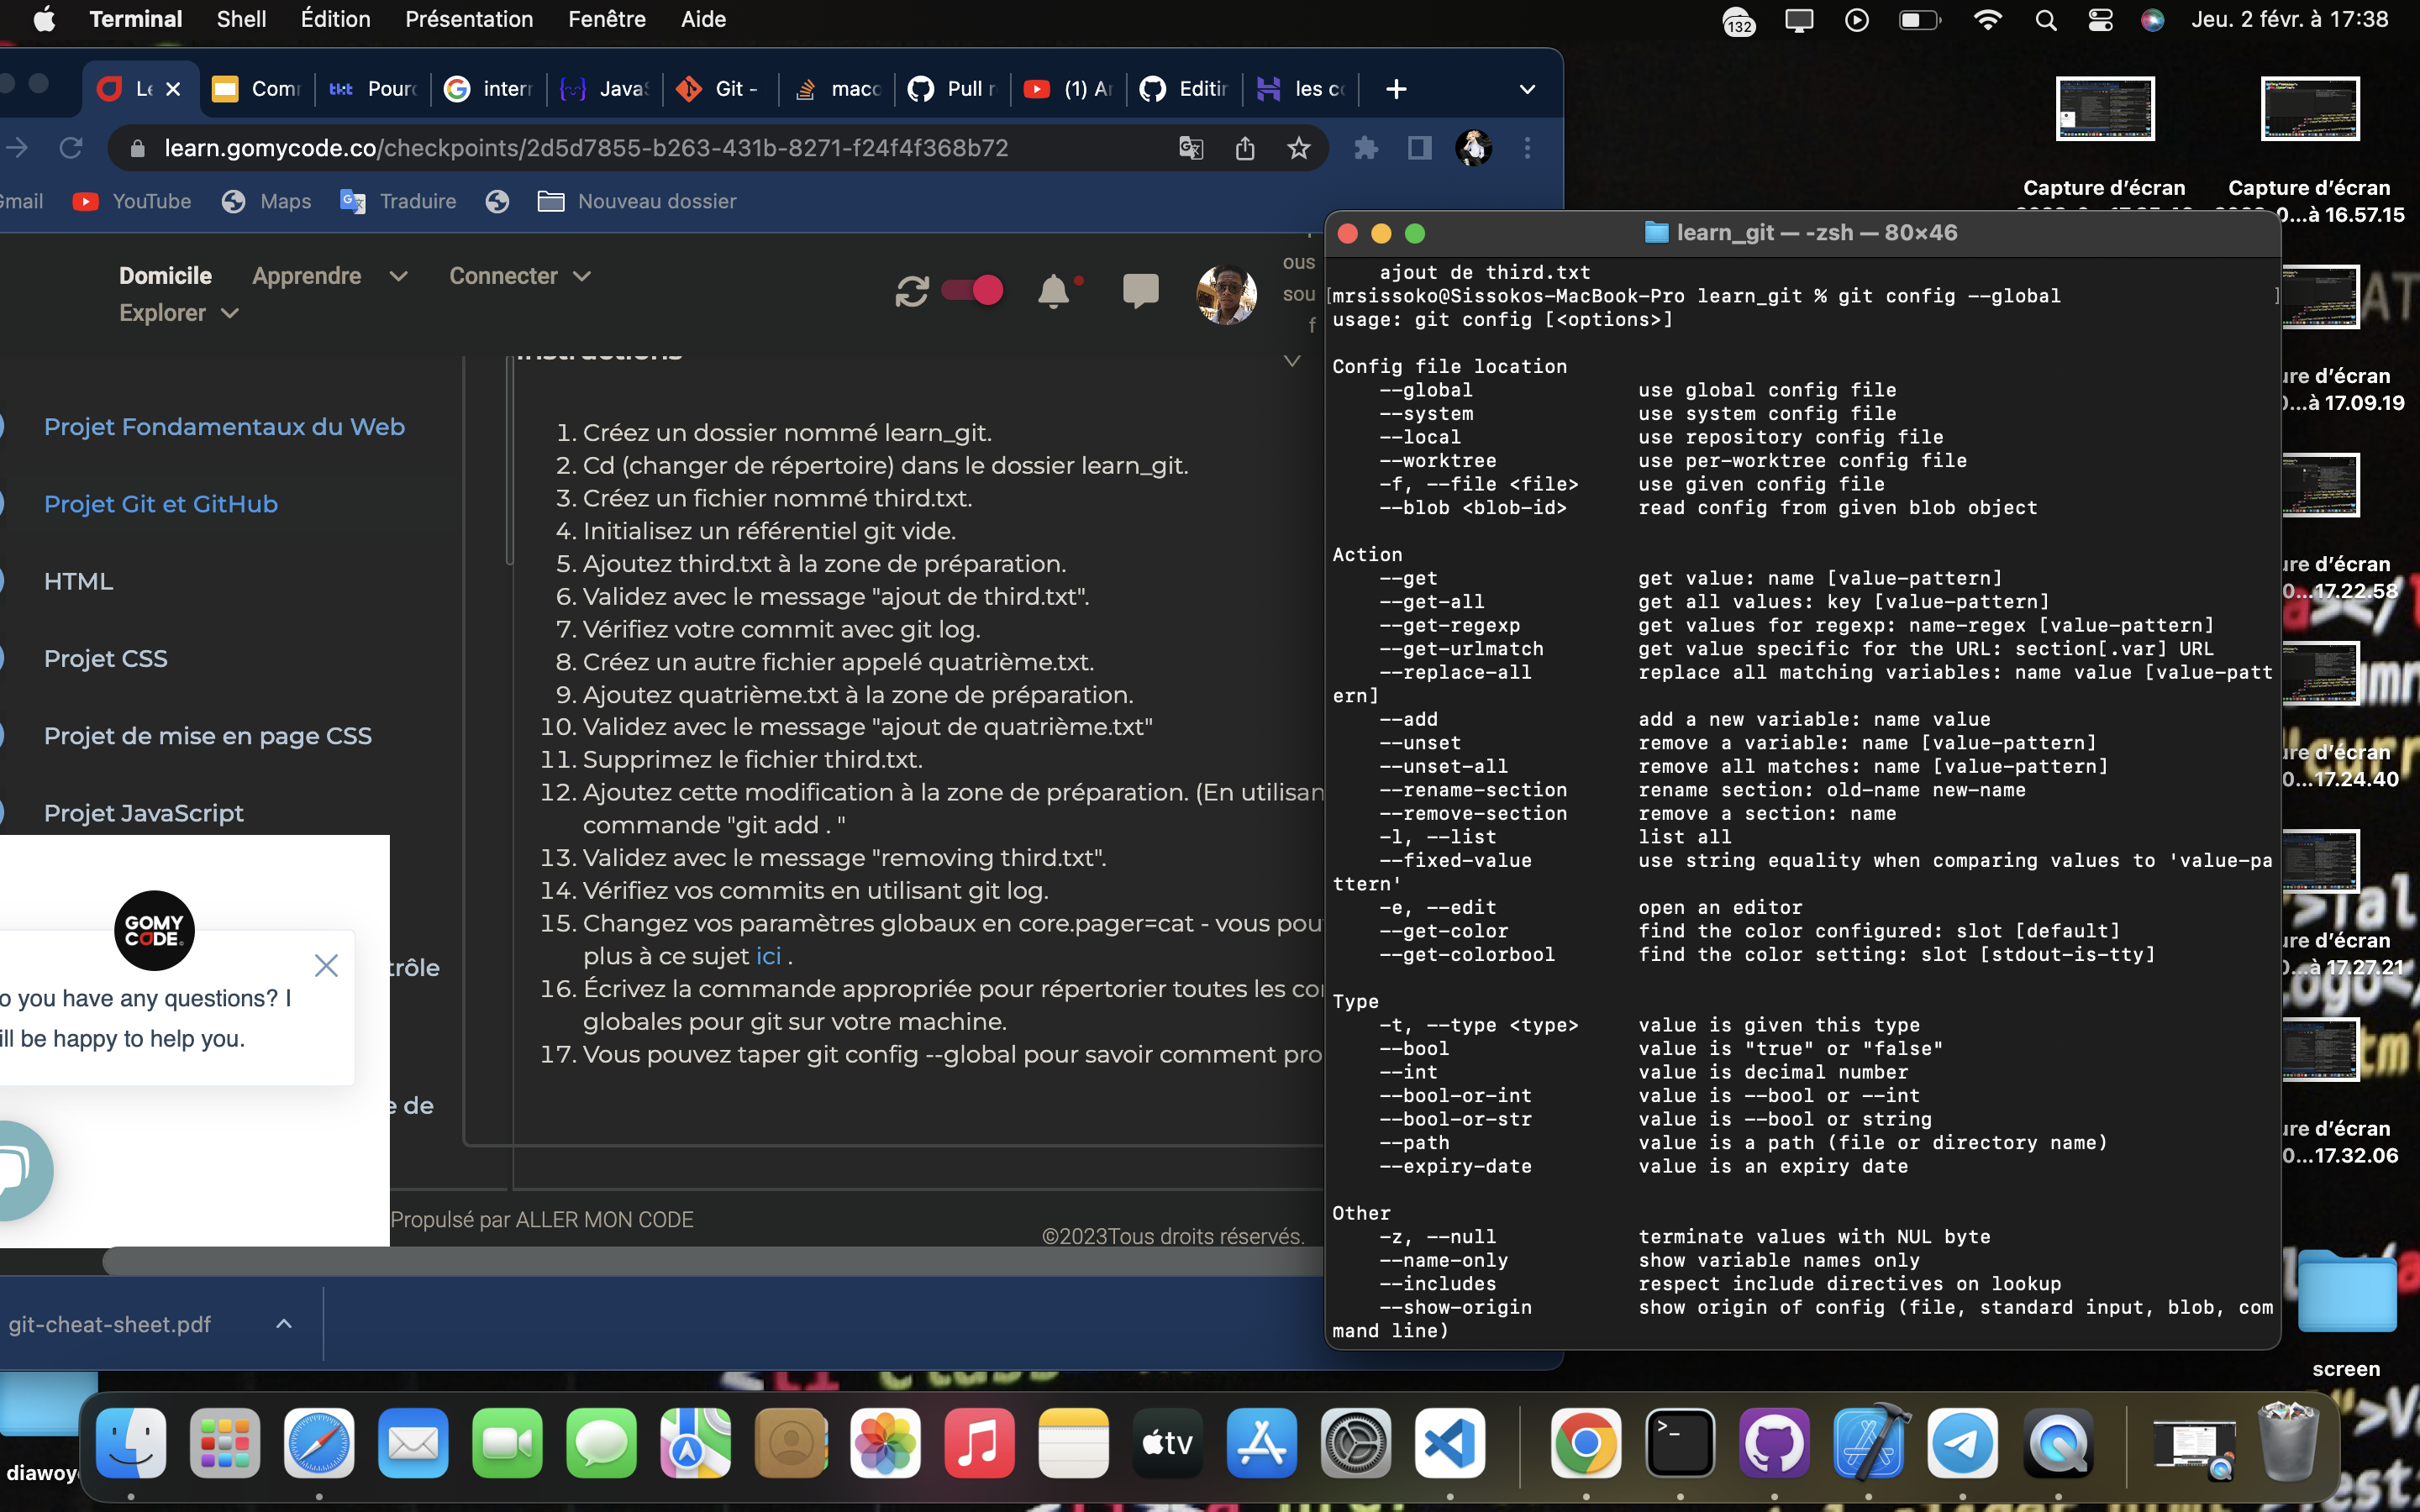 Terminal Shell Édition Présentation Fenêtre Aide
132
Jeu. 2 févr. à 17:38
Com
Pour
interr
Java
Git -
maco
Pull r
(1) Ar
Editir
les co
learn.gomycode.co/checkpoints/2d5d7855-b263-431b-8271-f24f4f368b72
Gmail YouTube Maps Traduire Nouveau dossier
Domicile Apprendre Connecter
Explorer
ous
sou
f
Instructions
Projet Fondamentaux du Web
Projet Git et GitHub
HTML
Projet CSS
Projet de mise en page CSS
Projet JavaScript
trôle
e de
1. Créez un dossier nommé learn_git.
2. Cd (changer de répertoire) dans le dossier learn_git.
3. Créez un fichier nommé third.txt.
4. Initialisez un référentiel git vide.
5. Ajoutez third.txt à la zone de préparation.
6. Validez avec le message "ajout de third.txt".
7. Vérifiez votre commit avec git log.
8. Créez un autre fichier appelé quatrième.txt.
9. Ajoutez quatrième.txt à la zone de préparation.
10. Validez avec le message "ajout de quatrième.txt"
11. Supprimez le fichier third.txt.
12. Ajoutez cette modification à la zone de préparation. (En utilisan
commande "git add . "
13. Validez avec le message "removing third.txt".
14. Vérifiez vos commits en utilisant git log.
15. Changez vos paramètres globaux en core.pager=cat - vous pou
plus à ce sujet ici .
16. Écrivez la commande appropriée pour répertorier toutes les co
globales pour git sur votre machine.
17. Vous pouvez taper git config --global pour savoir comment pro
GOMY
CODE
o you have any questions? I
ill be happy to help you.
Propulsé par ALLER MON CODE
©2023Tous droits réservés.
git-cheat-sheet.pdf
learn_git — -zsh — 80×46
    ajout de third.txt
[mrsissoko@Sissokos-MacBook-Pro learn_git % git config --global ]
usage: git config [<options>]
Config file location
    --global              use global config file
    --system              use system config file
    --local               use repository config file
    --worktree            use per-worktree config file
    -f, --file <file>     use given config file
    --blob <blob-id>      read config from given blob object
Action
    --get                 get value: name [value-pattern]
    --get-all             get all values: key [value-pattern]
    --get-regexp          get values for regexp: name-regex [value-pattern]
    --get-urlmatch        get value specific for the URL: section[.var] URL
    --replace-all         replace all matching variables: name value [value-patt
ern]
    --add                 add a new variable: name value
    --unset               remove a variable: name [value-pattern]
    --unset-all           remove all matches: name [value-pattern]
    --rename-section      rename section: old-name new-name
    --remove-section      remove a section: name
    -l, --list            list all
    --fixed-value         use string equality when comparing values to 'value-pa
ttern'
    -e, --edit            open an editor
    --get-color           find the color configured: slot [default]
    --get-colorbool       find the color setting: slot [stdout-is-tty]
Type
    -t, --type <type>     value is given this type
    --bool                value is "true" or "false"
    --int                 value is decimal number
    --bool-or-int         value is --bool or --int
    --bool-or-str         value is --bool or string
    --path                value is a path (file or directory name)
    --expiry-date         value is an expiry date
Other
    -z, --null            terminate values with NUL byte
    --name-only           show variable names only
    --includes            respect include directives on lookup
    --show-origin         show origin of config (file, standard input, blob, com
mand line)
Capture d'écran
Capture d'écran
0...à 16.57.15
ure d'écran
0...à 17.09.19
ure d'écran
0...17.22.58
ure d'écran
0...17.24.40
ure d'écran
0...à 17.27.21
ure d'écran
0...17.32.06
screen
diawoy
tv